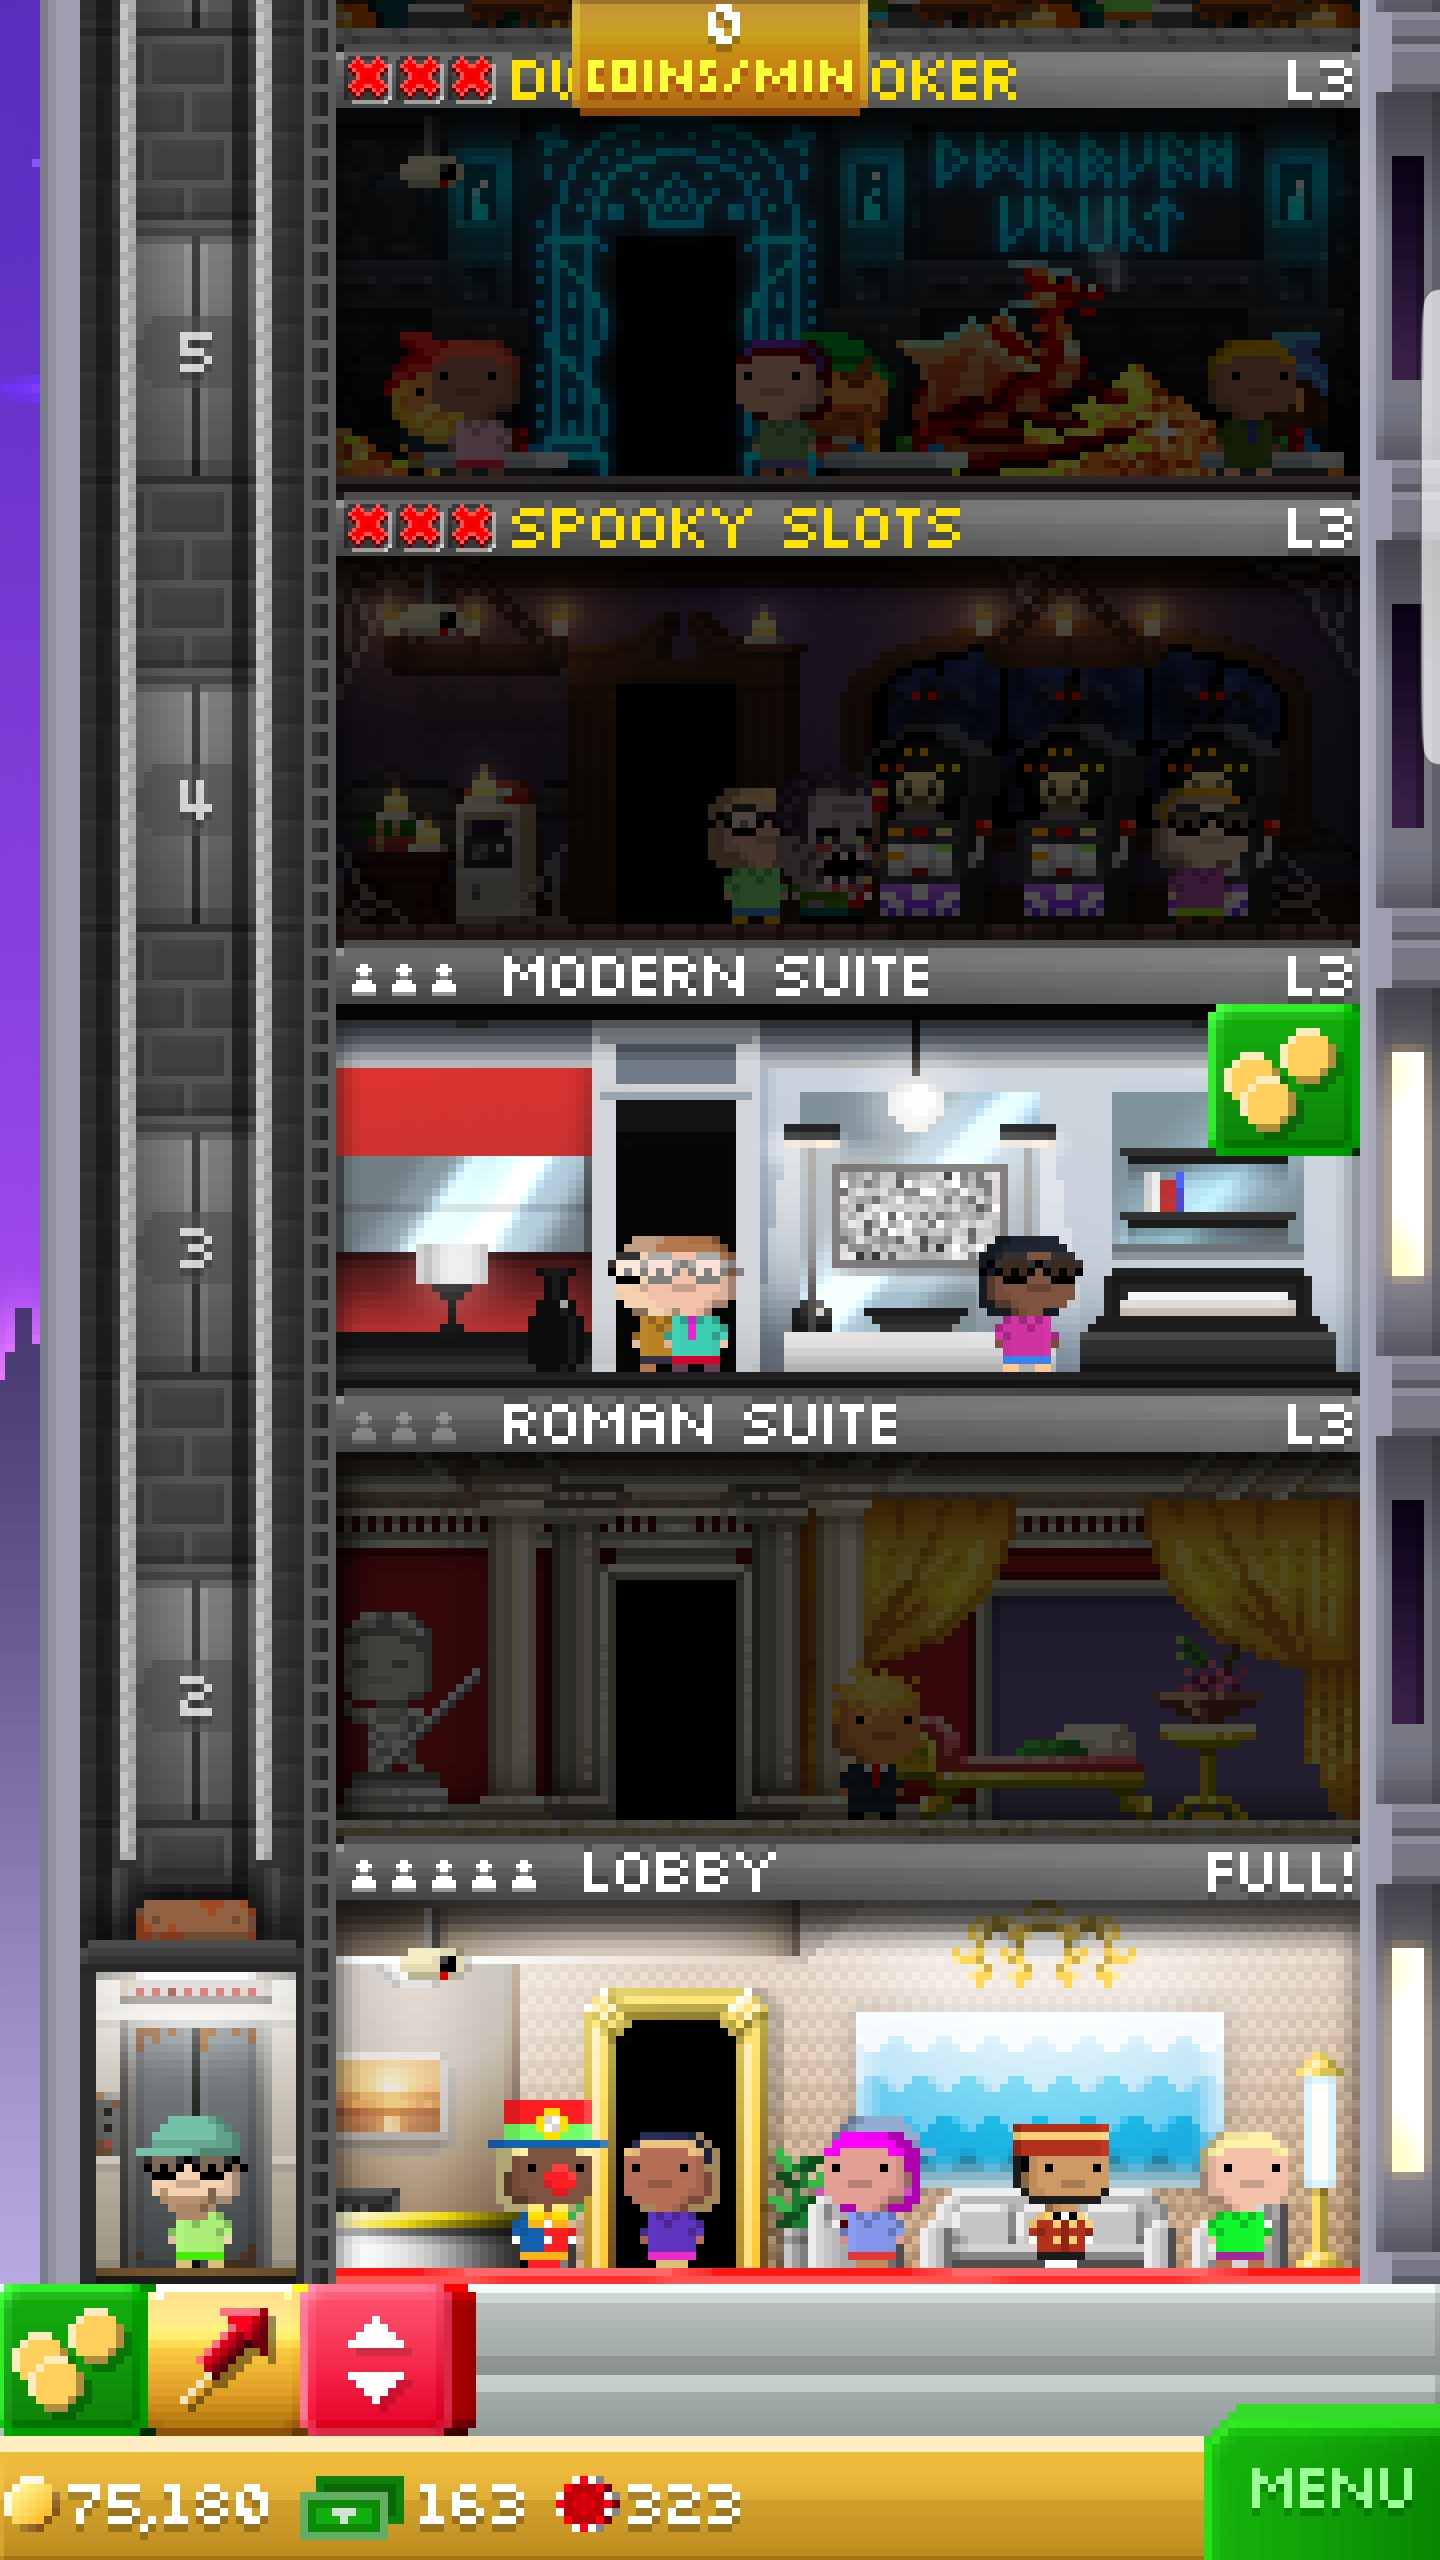 0
COINS/MIN
OKER L3
DWARVEN
VAULT
5
SPOOKY SLOTS L3
4
MODERN SUITE L3
3
ROMAN SUITE L3
2
LOBBY FULL!
75,180 163 323
MENU